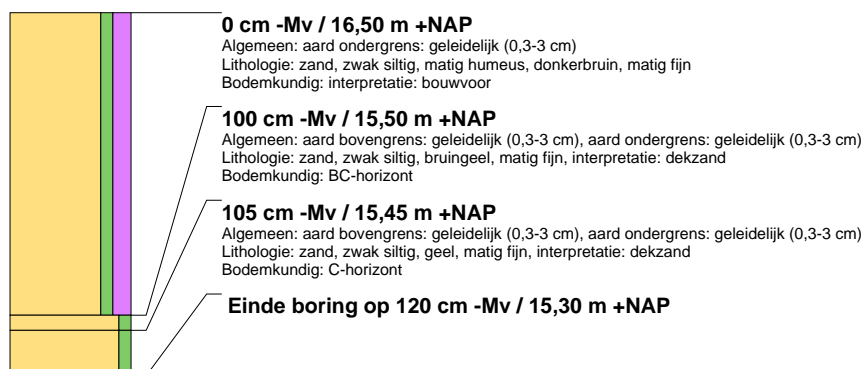 0 cm -Mv / 16,50 m +NAP
Algemeen: aard ondergrens: geleidelijk (0,3-3 cm)
Lithologie: zand, zwak siltig, matig humeus, donkerbruin, matig fijn
Bodemkundig: interpretatie: bouwvoor
100 cm -Mv / 15,50 m +NAP
Algemeen: aard bovengrens: geleidelijk (0,3-3 cm), aard ondergrens: geleidelijk (0,3-3 cm)
Lithologie: zand, zwak siltig, bruingeel, matig fijn, interpretatie: dekzand
Bodemkundig: BC-horizont
105 cm -Mv / 15,45 m +NAP
Algemeen: aard bovengrens: geleidelijk (0,3-3 cm), aard ondergrens: geleidelijk (0,3-3 cm)
Lithologie: zand, zwak siltig, geel, matig fijn, interpretatie: dekzand
Bodemkundig: C-horizont
Einde boring op 120 cm -Mv / 15,30 m +NAP